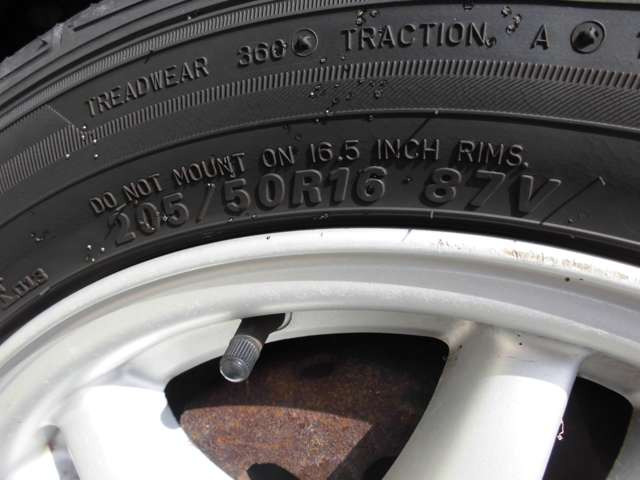 TREADWEAR 360 TRACTION A
DO NOT MOUNT ON 16.5 INCH RIMS.
205/50R16 87V